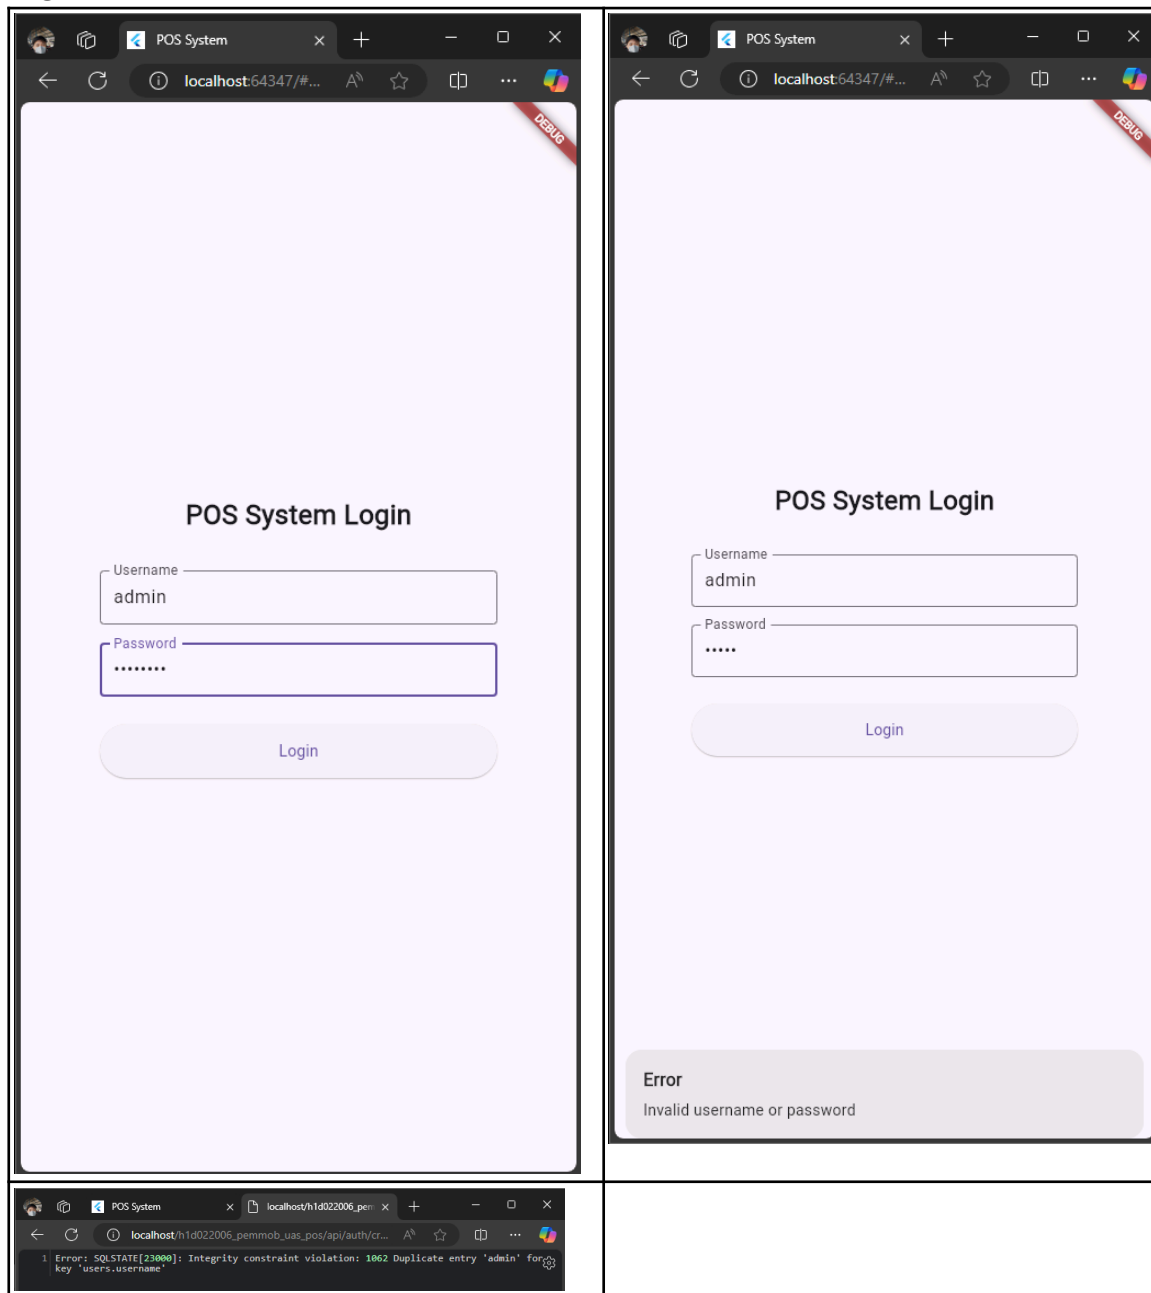 POS System
localhost:64347/#...
DEBUG
POS System Login
Username
admin
Password
••••••••
Login
POS System
localhost:64347/#...
DEBUG
POS System Login
Username
admin
Password
•••••
Login
Error
Invalid username or password
POS System
localhost/h1d022006_pem
localhost/h1d022006_pemmob_uas_pos/api/auth/cr...
1 Error: SQLSTATE[23000]: Integrity constraint violation: 1062 Duplicate entry 'admin' for
key 'users.username'